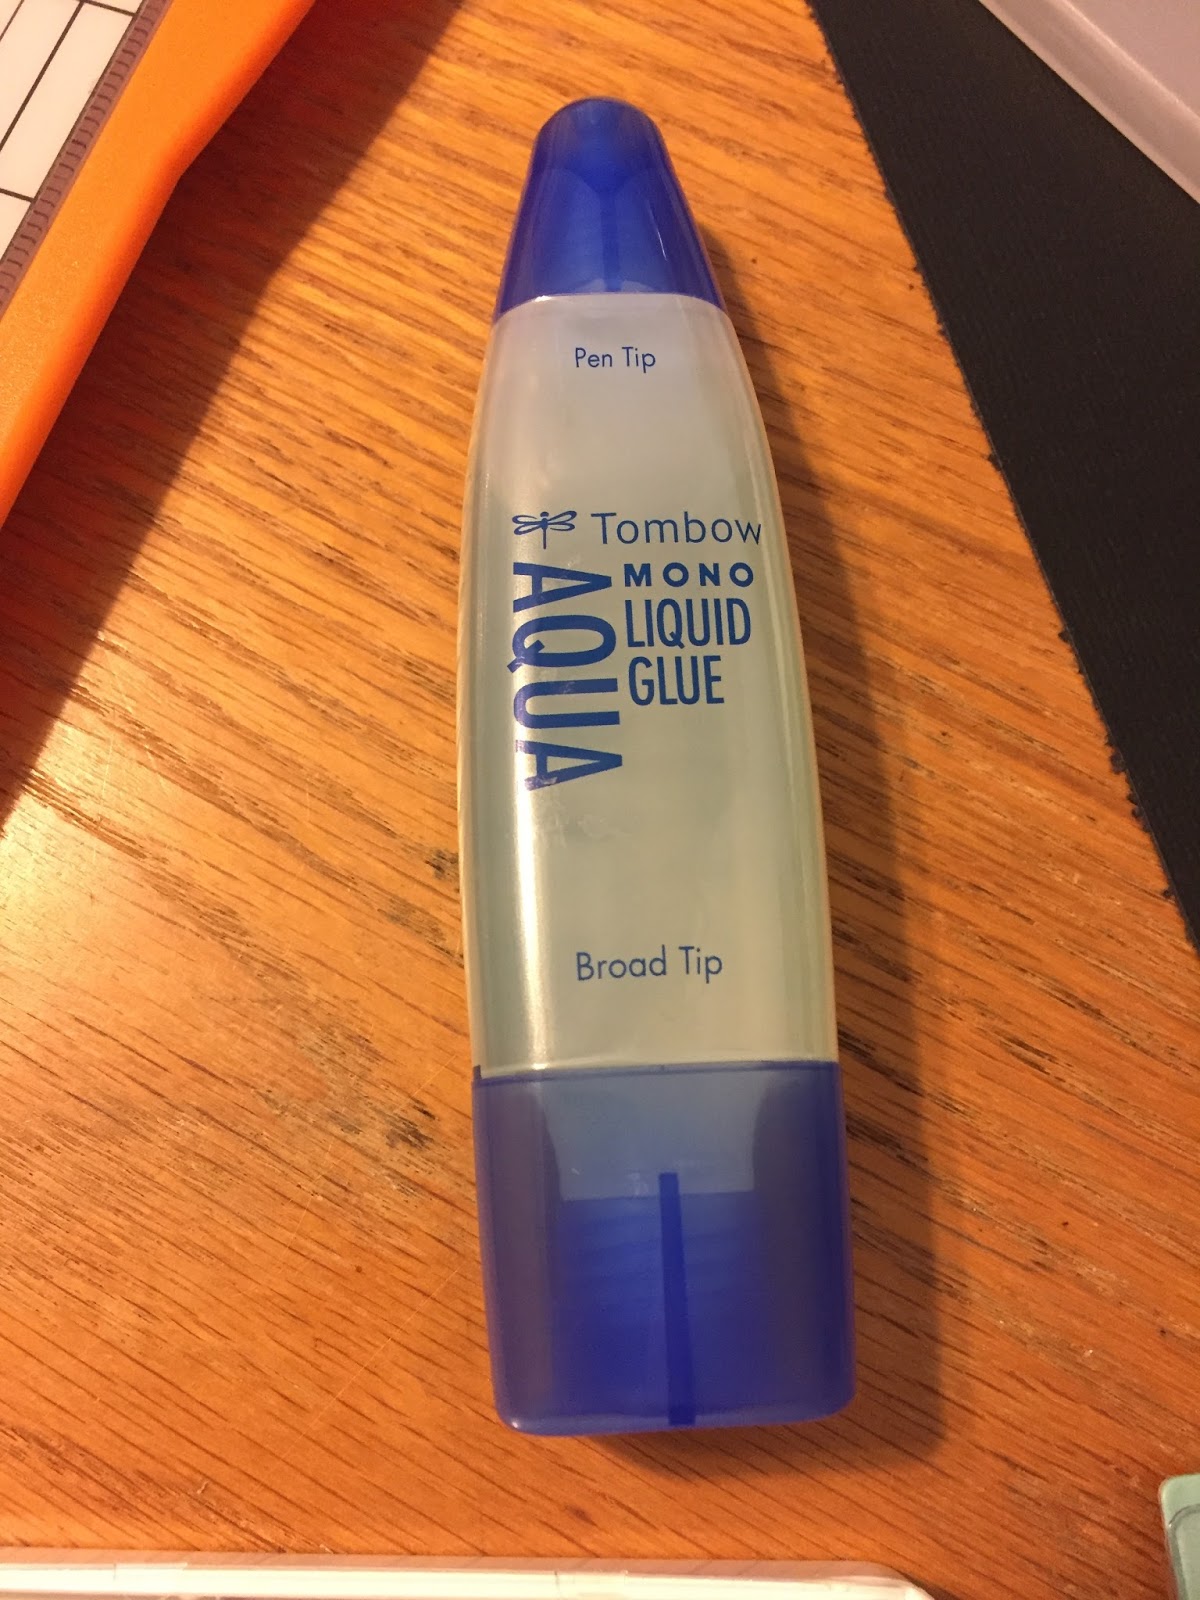 Pen Tip
Tombow
MONO
AQUA
LIQUID
GLUE
Broad Tip